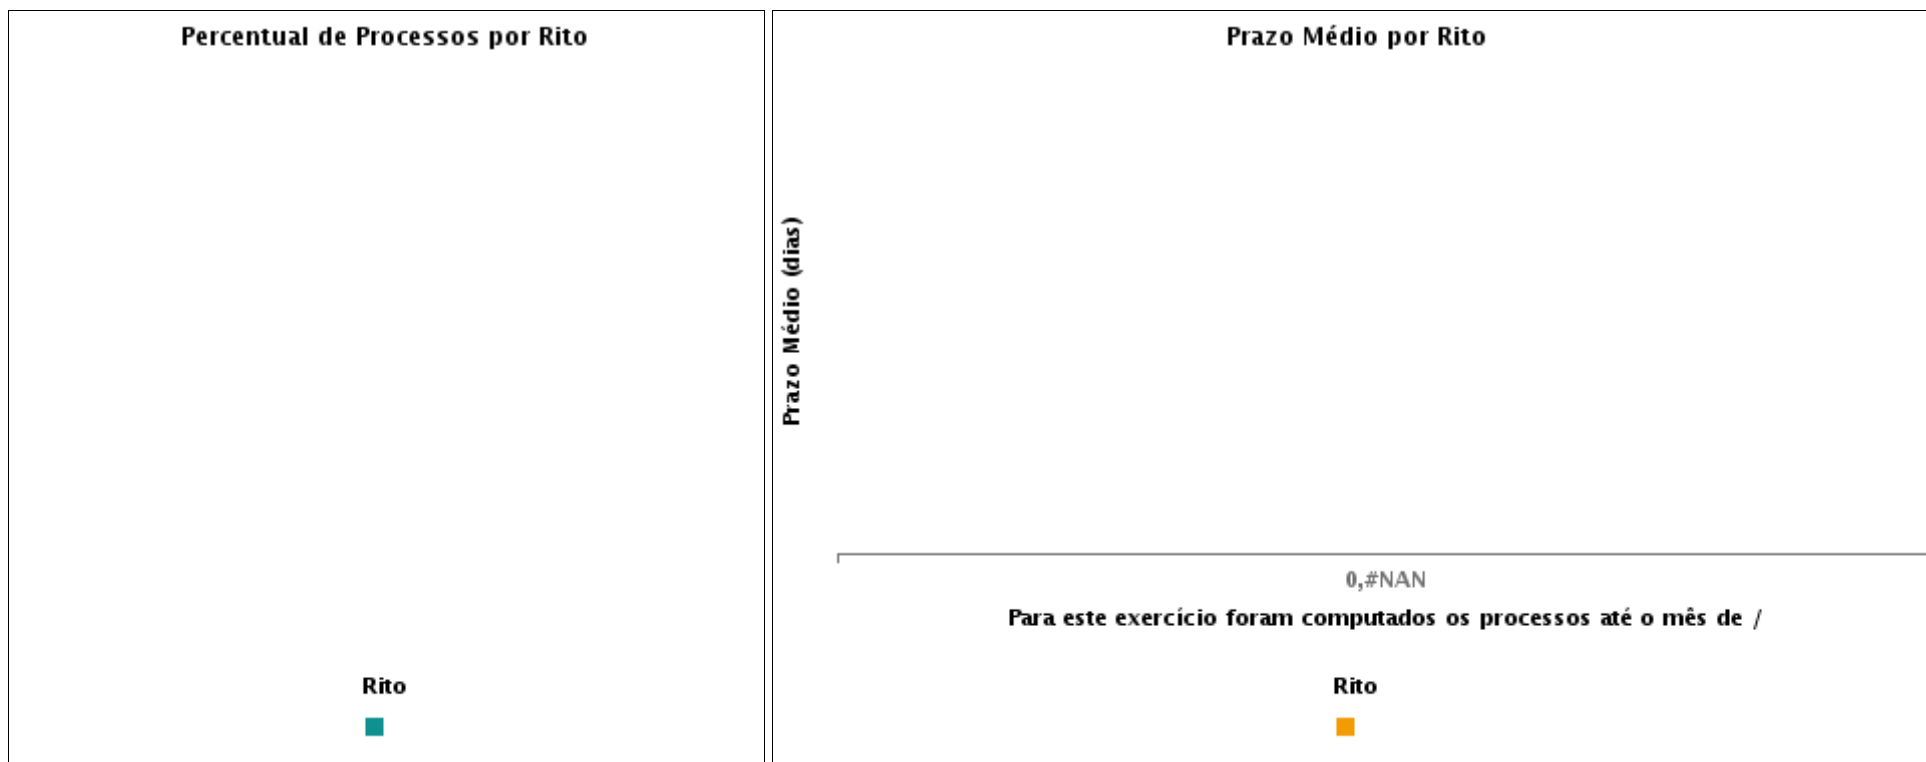 Percentual de Processos por Rito
Rito
Prazo Médio por Rito
Prazo Médio (dias)
0,#NAN
Para este exercício foram computados os processos até o mês de /
Rito